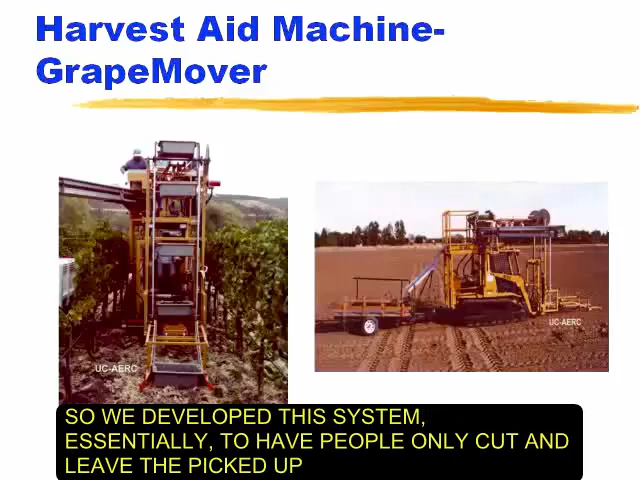 Harvest Aid Machine-
GrapeMover
UC-AERC
UC-AERC
SO WE DEVELOPED THIS SYSTEM,
ESSENTIALLY, TO HAVE PEOPLE ONLY CUT AND
LEAVE THE PICKED UP